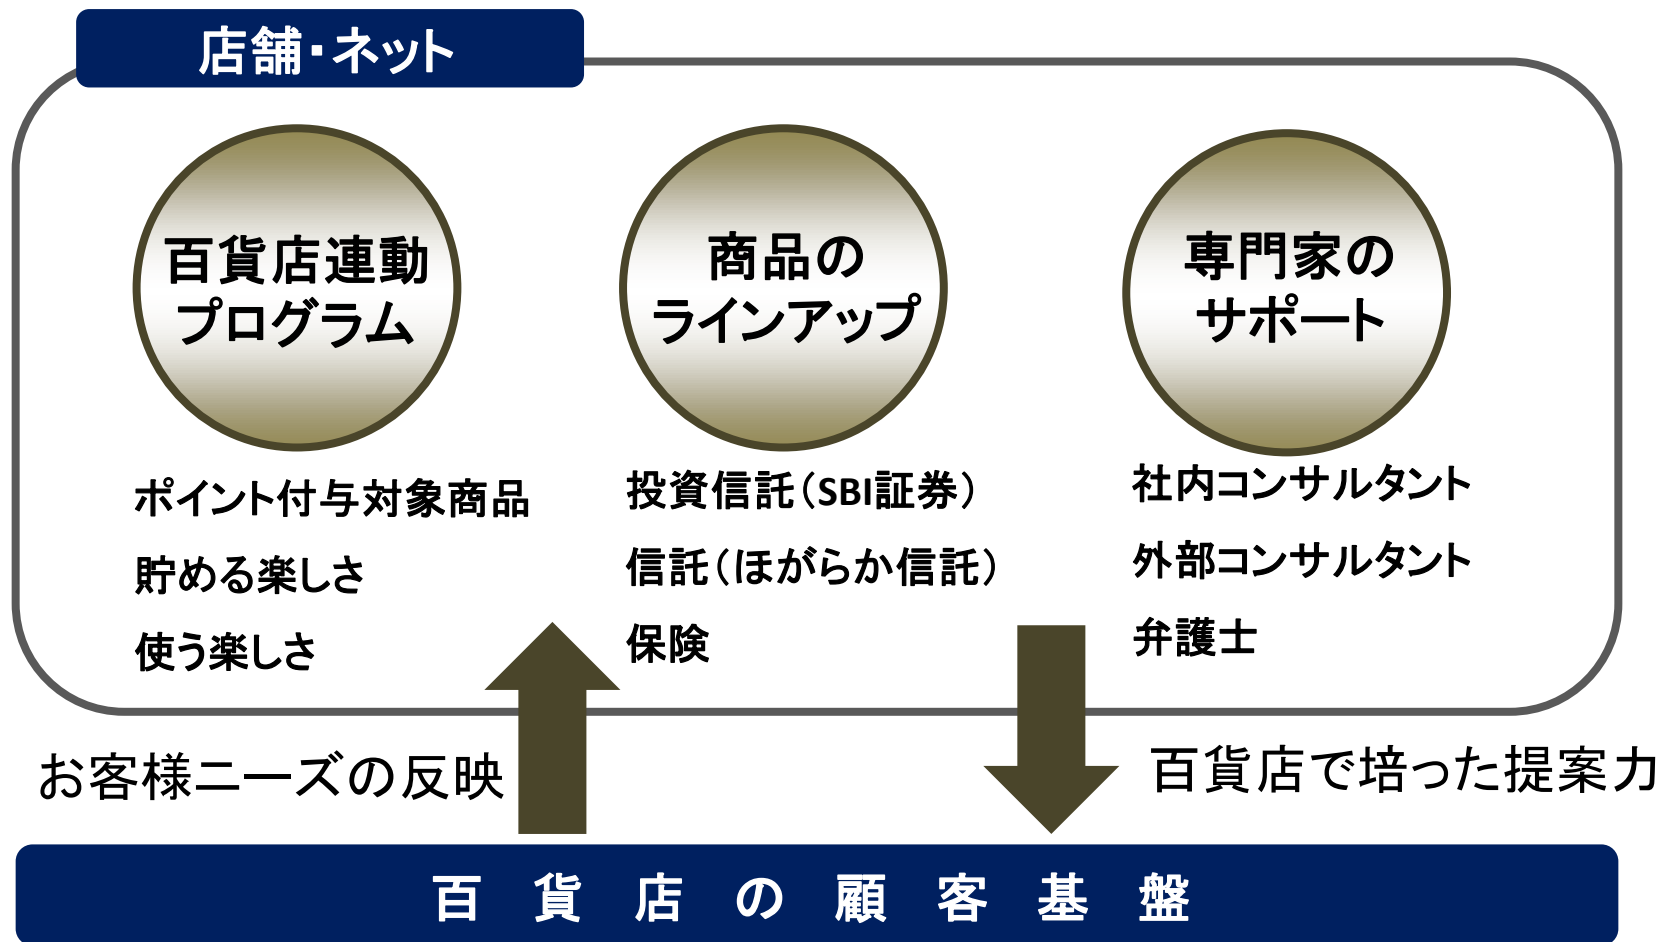 店舗・ネット
百貨店連動
プログラム
商品の
ラインアップ
専門家の
サポート
ポイント付与対象商品
貯める楽しさ
使う楽しさ
投資信託（SBI証券）
信託（ほがらか信託）
保険
社内コンサルタント
外部コンサルタント
弁護士
お客様ニーズの反映
百貨店で培った提案力
百貨店の顧客基盤